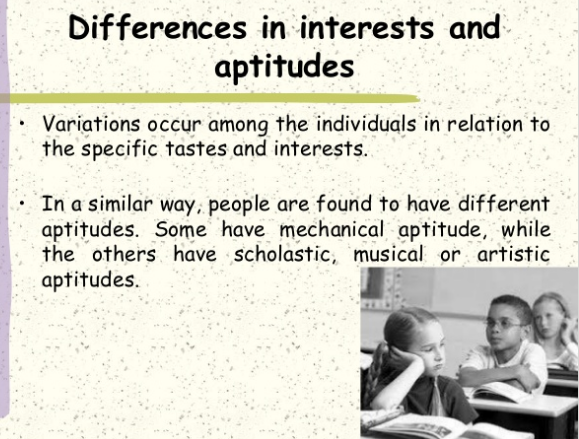 Differences in interests and
aptitudes
• Variations occur among the individuals in relation to
the specific tastes and interests.
• In a similar way, people are found to have different
aptitudes. Some have mechanical aptitude, while
the others have scholastic, musical or artistic
aptitudes.